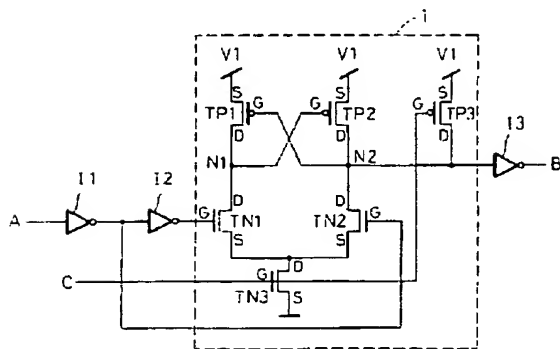 1
V1 V1 V1
S S S
TP1 G G TP2 G TP3
D D D
N1 N2
I1 I2 I3
A B
D D
G TN1 TN2 G
S S
D
C G
TN3 S